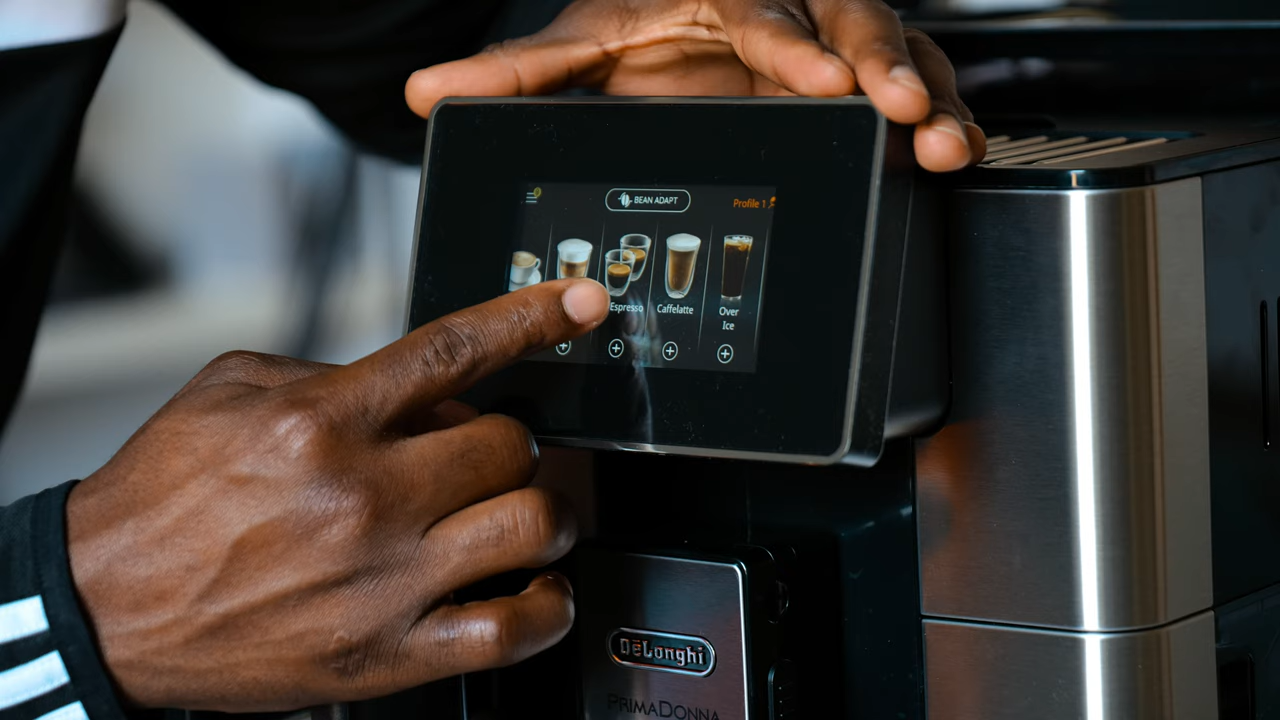 BEAN ADAPT
Profile 1
Espresso
Caffelatte
Over
Ice
DeLonghi
PRIMADONNA